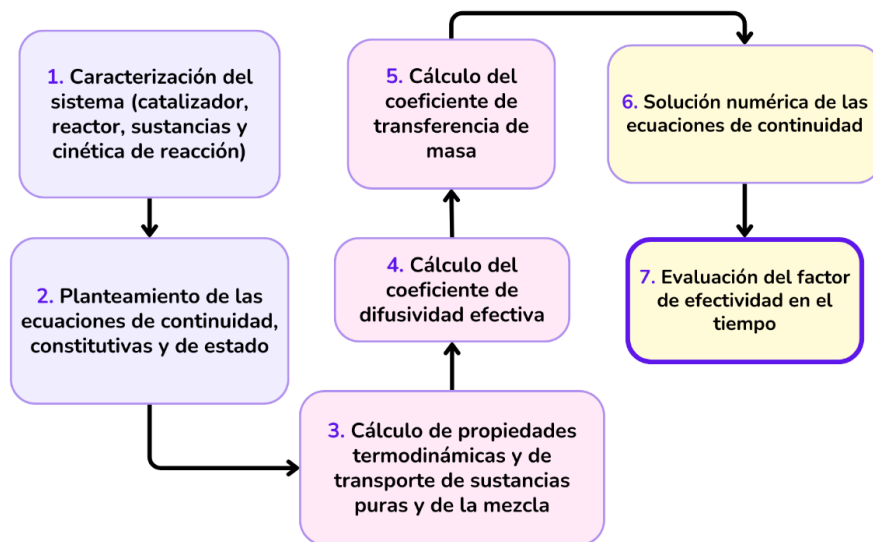 1. Caracterización del
sistema (catalizador,
reactor, sustancias y
cinética de reacción)
2. Planteamiento de las
ecuaciones de continuidad,
constitutivas y de estado
3. Cálculo de propiedades
termodinámicas y de
transporte de sustancias
puras y de la mezcla
4. Cálculo del
coeficiente de
difusividad efectiva
5. Cálculo del
coeficiente de
transferencia de
masa
6. Solución numérica de las
ecuaciones de continuidad
7. Evaluación del factor
de efectividad en el
tiempo